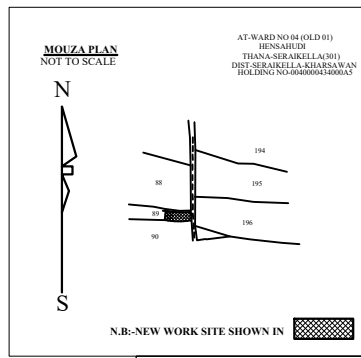 MOUZA PLAN
NOT TO SCALE
AT-WARD NO 04 (OLD 01)
HENSAHUDI
THANA-SERAIKELLA(301)
DIST-SERAIKELLA-KHARSAWAN
HOLDING NO-0040000434000A5
N
194
88
195
89
196
90
S
N.B:-NEW WORK SITE SHOWN IN